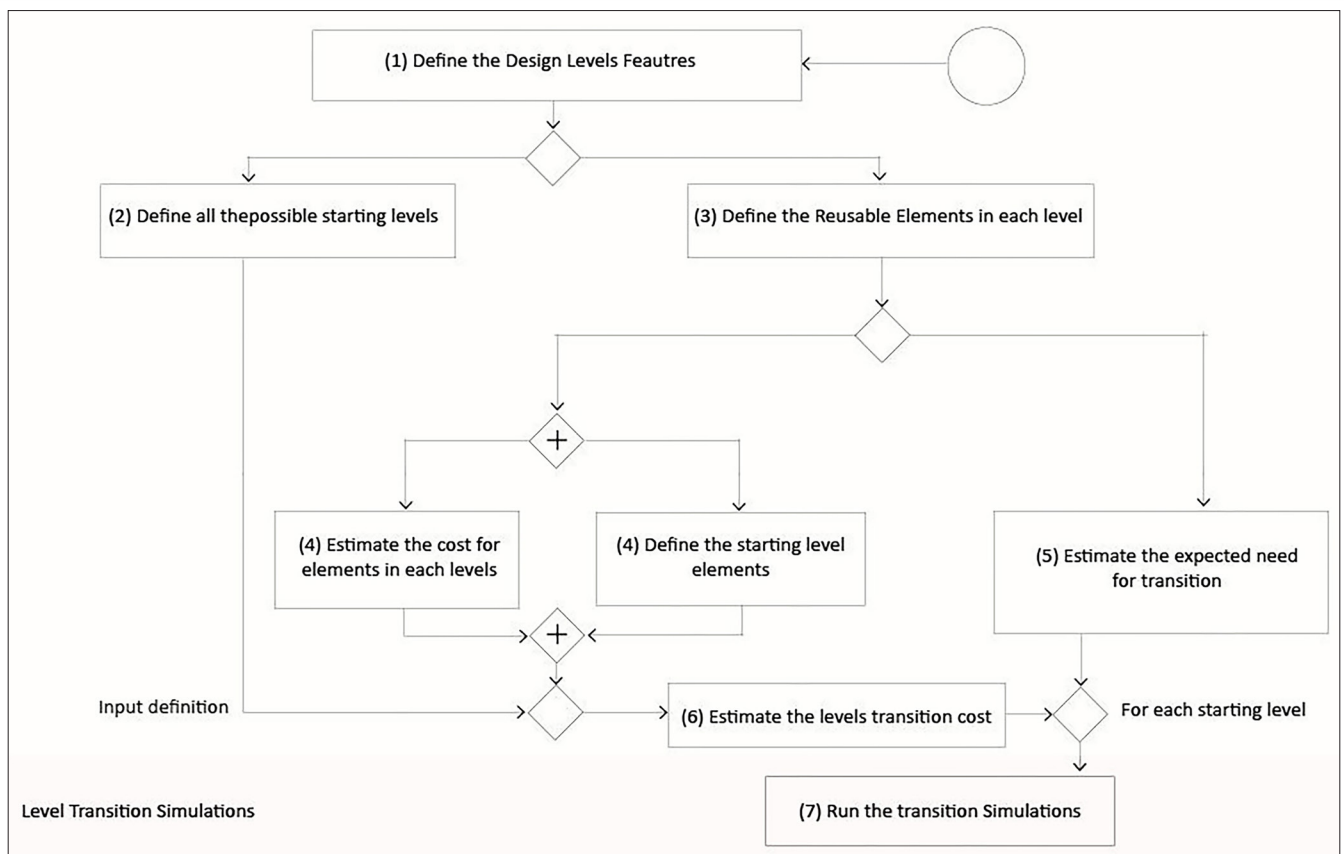 (1) Define the Design Levels Feautres
(2) Define all thepossible starting levels
(3) Define the Reusable Elements in each level
+
(4) Estimate the cost for
elements in each levels
(4) Define the starting level
elements
(5) Estimate the expected need
for transition
+
Input definition
(6) Estimate the levels transition cost
For each starting level
Level Transition Simulations
(7) Run the transition Simulations